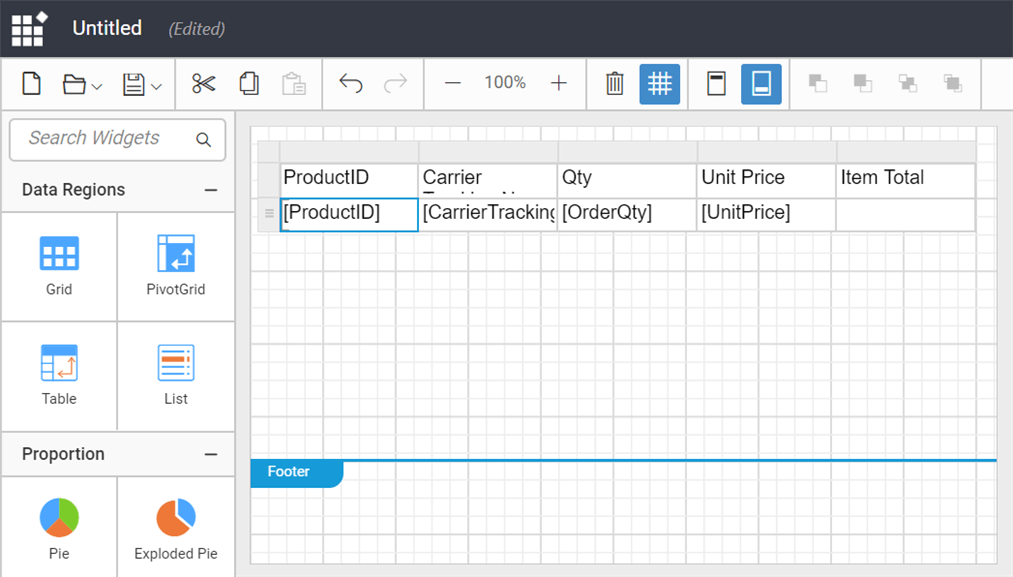 Untitled (Edited)
100%
Search Widgets
Data Regions
Grid
PivotGrid
Table
List
Proportion
Pie
Exploded Pie
ProductID Carrier Qty Unit Price Item Total
[ProductID] [CarrierTracking [OrderQty] [UnitPrice]
Footer